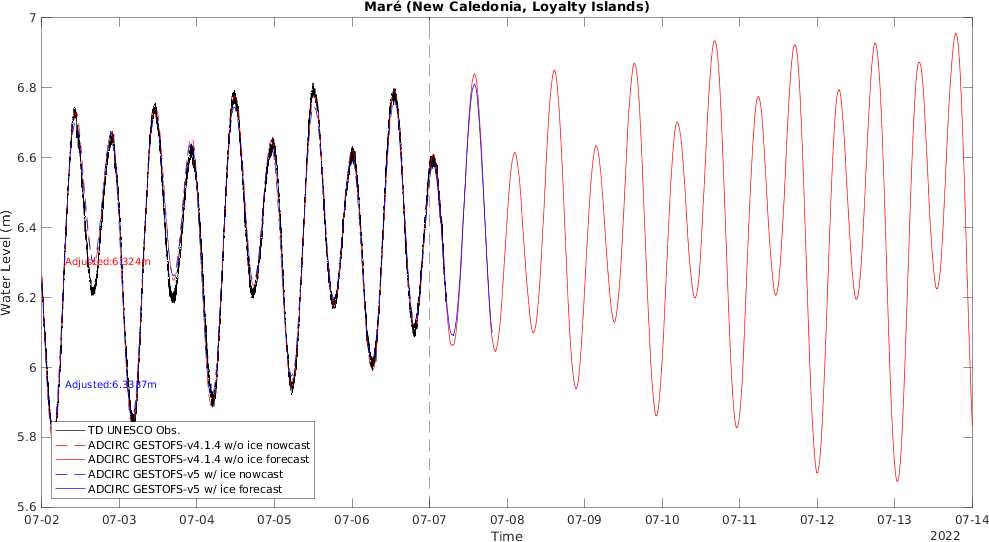 Maré (New Caledonia, Loyalty Islands)
7
6.8
6.6
6.4
6.2
6
5.8
5.6
Water Level (m)
Adjusted:6.324m
Adjusted:6.3337m
TD UNESCO Obs.
ADCIRC GESTOFS-v4.1.4 w/o ice nowcast
ADCIRC GESTOFS-v4.1.4 w/o ice forecast
ADCIRC GESTOFS-v5 w/ ice nowcast
ADCIRC GESTOFS-v5 w/ ice forecast
07-02 07-03 07-04 07-05 07-06 07-07 07-08 07-09 07-10 07-11 07-12 07-13 07-14
Time
2022